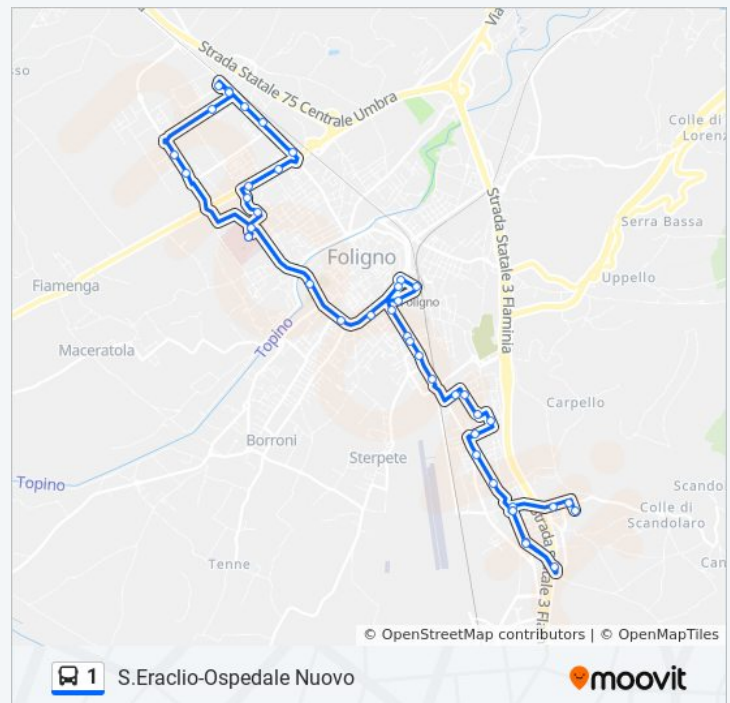 sso
Strada Statale 75 Centrale Umbra
Via
Colle di
Lorenz
Strada Statale 3 Flaminia
Serra Bassa
Foligno
Uppello
Fiamenga
Foligno
Topino
Maceratola
Carpello
Borroni
Sterpete
Topino
Scando
Colle di
Scandolaro
Strada Statale 3 Fla
Tenne
Can
© OpenStreetMap contributors | © OpenMapTiles
1 S.Eraclio-Ospedale Nuovo
moovit